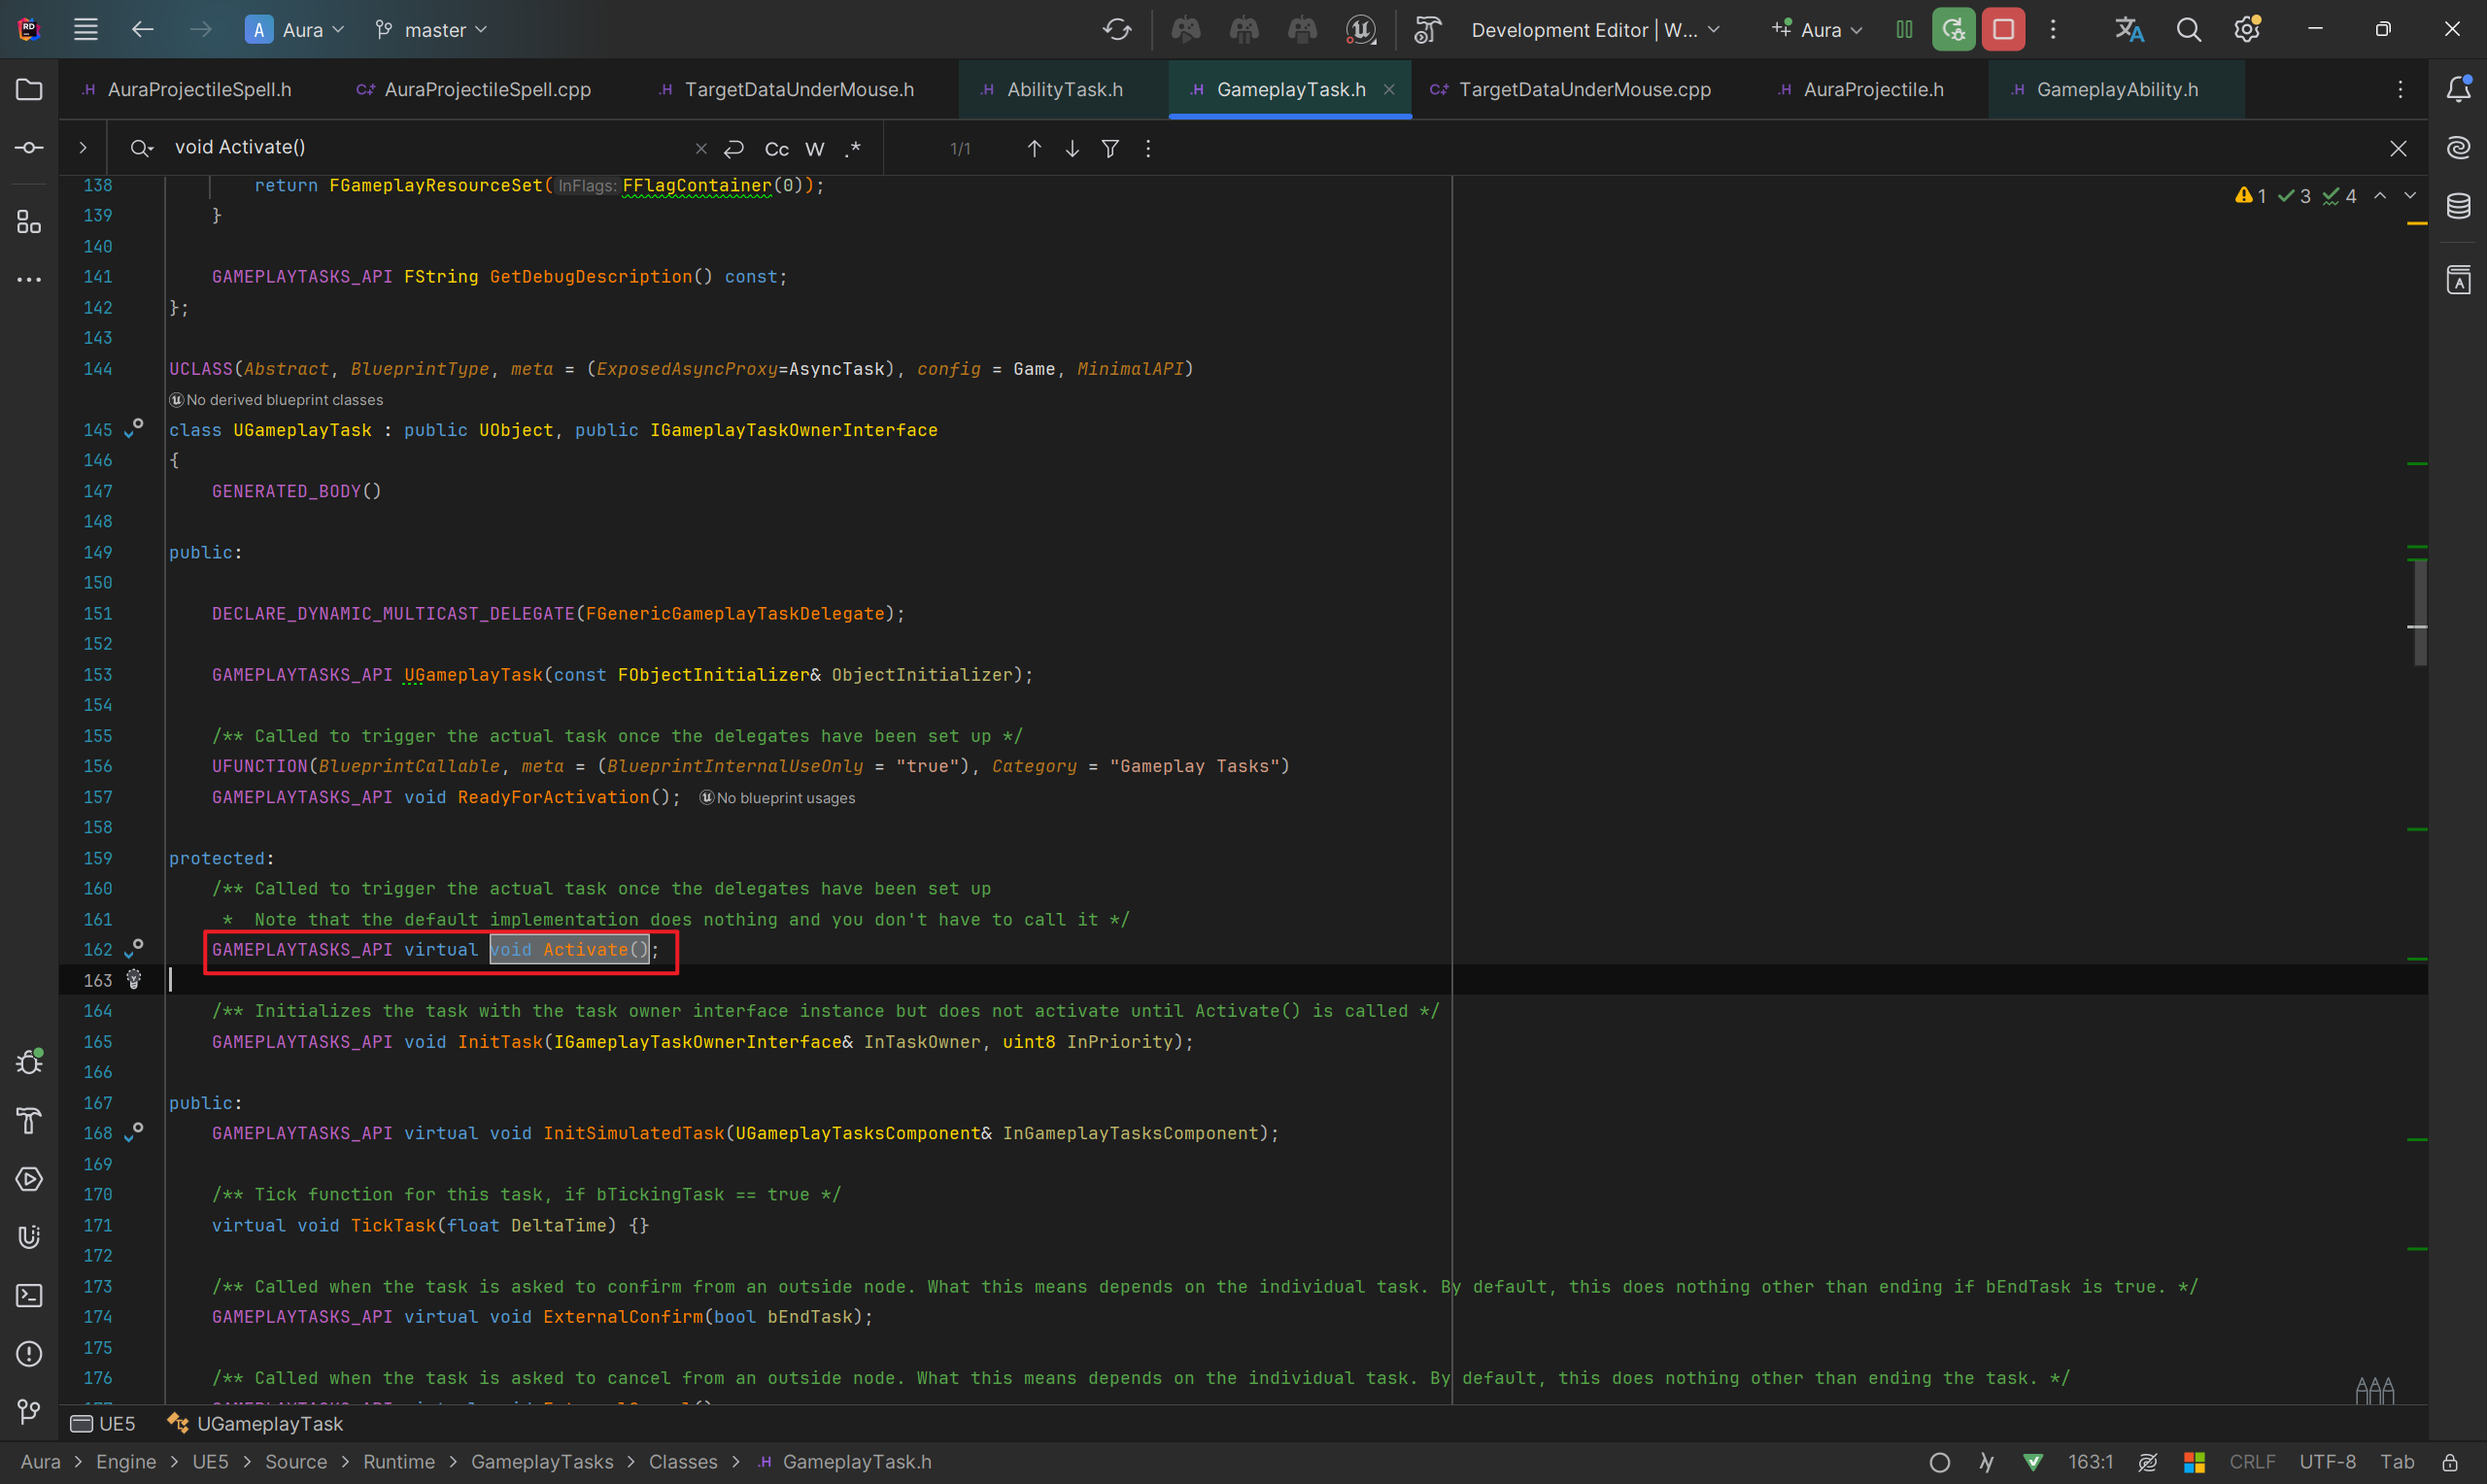 Aura
master
Development Editor | W...
Aura
AuraProjectileSpell.h
AuraProjectileSpell.cpp
TargetDataUnderMouse.h
AbilityTask.h
GameplayTask.h
TargetDataUnderMouse.cpp
AuraProjectile.h
GameplayAbility.h
void Activate()
Cc W .*
1/1
1 3 4
138 return FGameplayResourceSet(InFlags: FFlagContainer(0));
139 }
140
141 GAMEPLAYTASKS_API FString GetDebugDescription() const;
142 };
143
144 UCLASS(Abstract, BlueprintType, meta = (ExposedAsyncProxy=AsyncTask), config = Game, MinimalAPI)
No derived blueprint classes
145 class UGameplayTask : public UObject, public IGameplayTaskOwnerInterface
146 {
147 GENERATED_BODY()
148
149 public:
150
151 DECLARE_DYNAMIC_MULTICAST_DELEGATE(FGenericGameplayTaskDelegate);
152
153 GAMEPLAYTASKS_API UGameplayTask(const FObjectInitializer& ObjectInitializer);
154
155 /** Called to trigger the actual task once the delegates have been set up */
156 UFUNCTION(BlueprintCallable, meta = (BlueprintInternalUseOnly = "true"), Category = "Gameplay Tasks")
157 GAMEPLAYTASKS_API void ReadyForActivation(); No blueprint usages
158
159 protected:
160 /** Called to trigger the actual task once the delegates have been set up
161 * Note that the default implementation does nothing and you don't have to call it */
162 GAMEPLAYTASKS_API virtual void Activate();
163
164 /** Initializes the task with the task owner interface instance but does not activate until Activate() is called */
165 GAMEPLAYTASKS_API void InitTask(IGameplayTaskOwnerInterface& InTaskOwner, uint8 InPriority);
166
167 public:
168 GAMEPLAYTASKS_API virtual void InitSimulatedTask(UGameplayTasksComponent& InGameplayTasksComponent);
169
170 /** Tick function for this task, if bTickingTask == true */
171 virtual void TickTask(float DeltaTime) {}
172
173 /** Called when the task is asked to confirm from an outside node. What this means depends on the individual task. By default, this does nothing other than ending if bEndTask is true. */
174 GAMEPLAYTASKS_API virtual void ExternalConfirm(bool bEndTask);
175
176 /** Called when the task is asked to cancel from an outside node. What this means depends on the individual task. By default, this does nothing other than ending the task. */
UE5 UGameplayTask
Aura > Engine > UE5 > Source > Runtime > GameplayTasks > Classes > GameplayTask.h
163:1 CRLF UTF-8 Tab